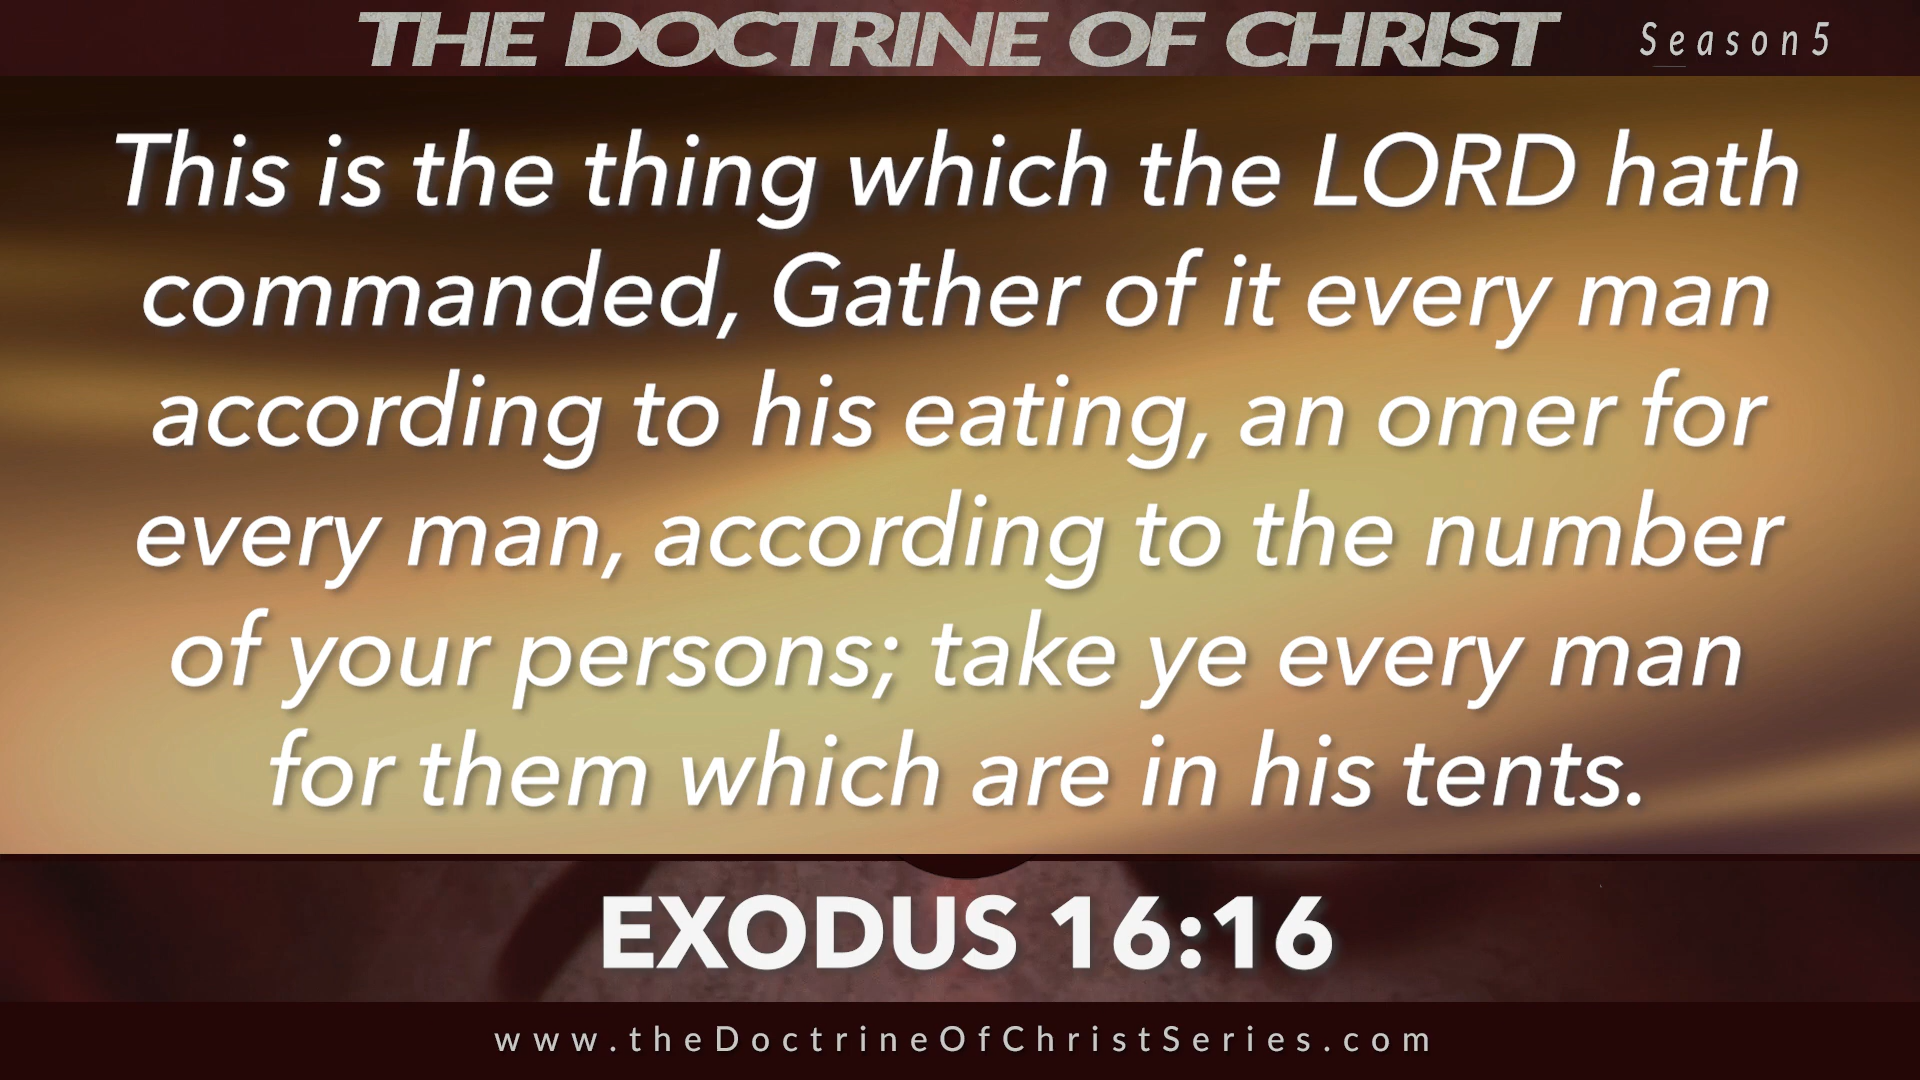 THE DOCTRINE OF CHRIST Season5
This is the thing which the LORD hath
commanded, Gather of it every man
according to his eating, an omer for
every man, according to the number
of your persons; take ye every man
for them which are in his tents.
EXODUS 16:16
www.theDoctrineOfChristSeries.com